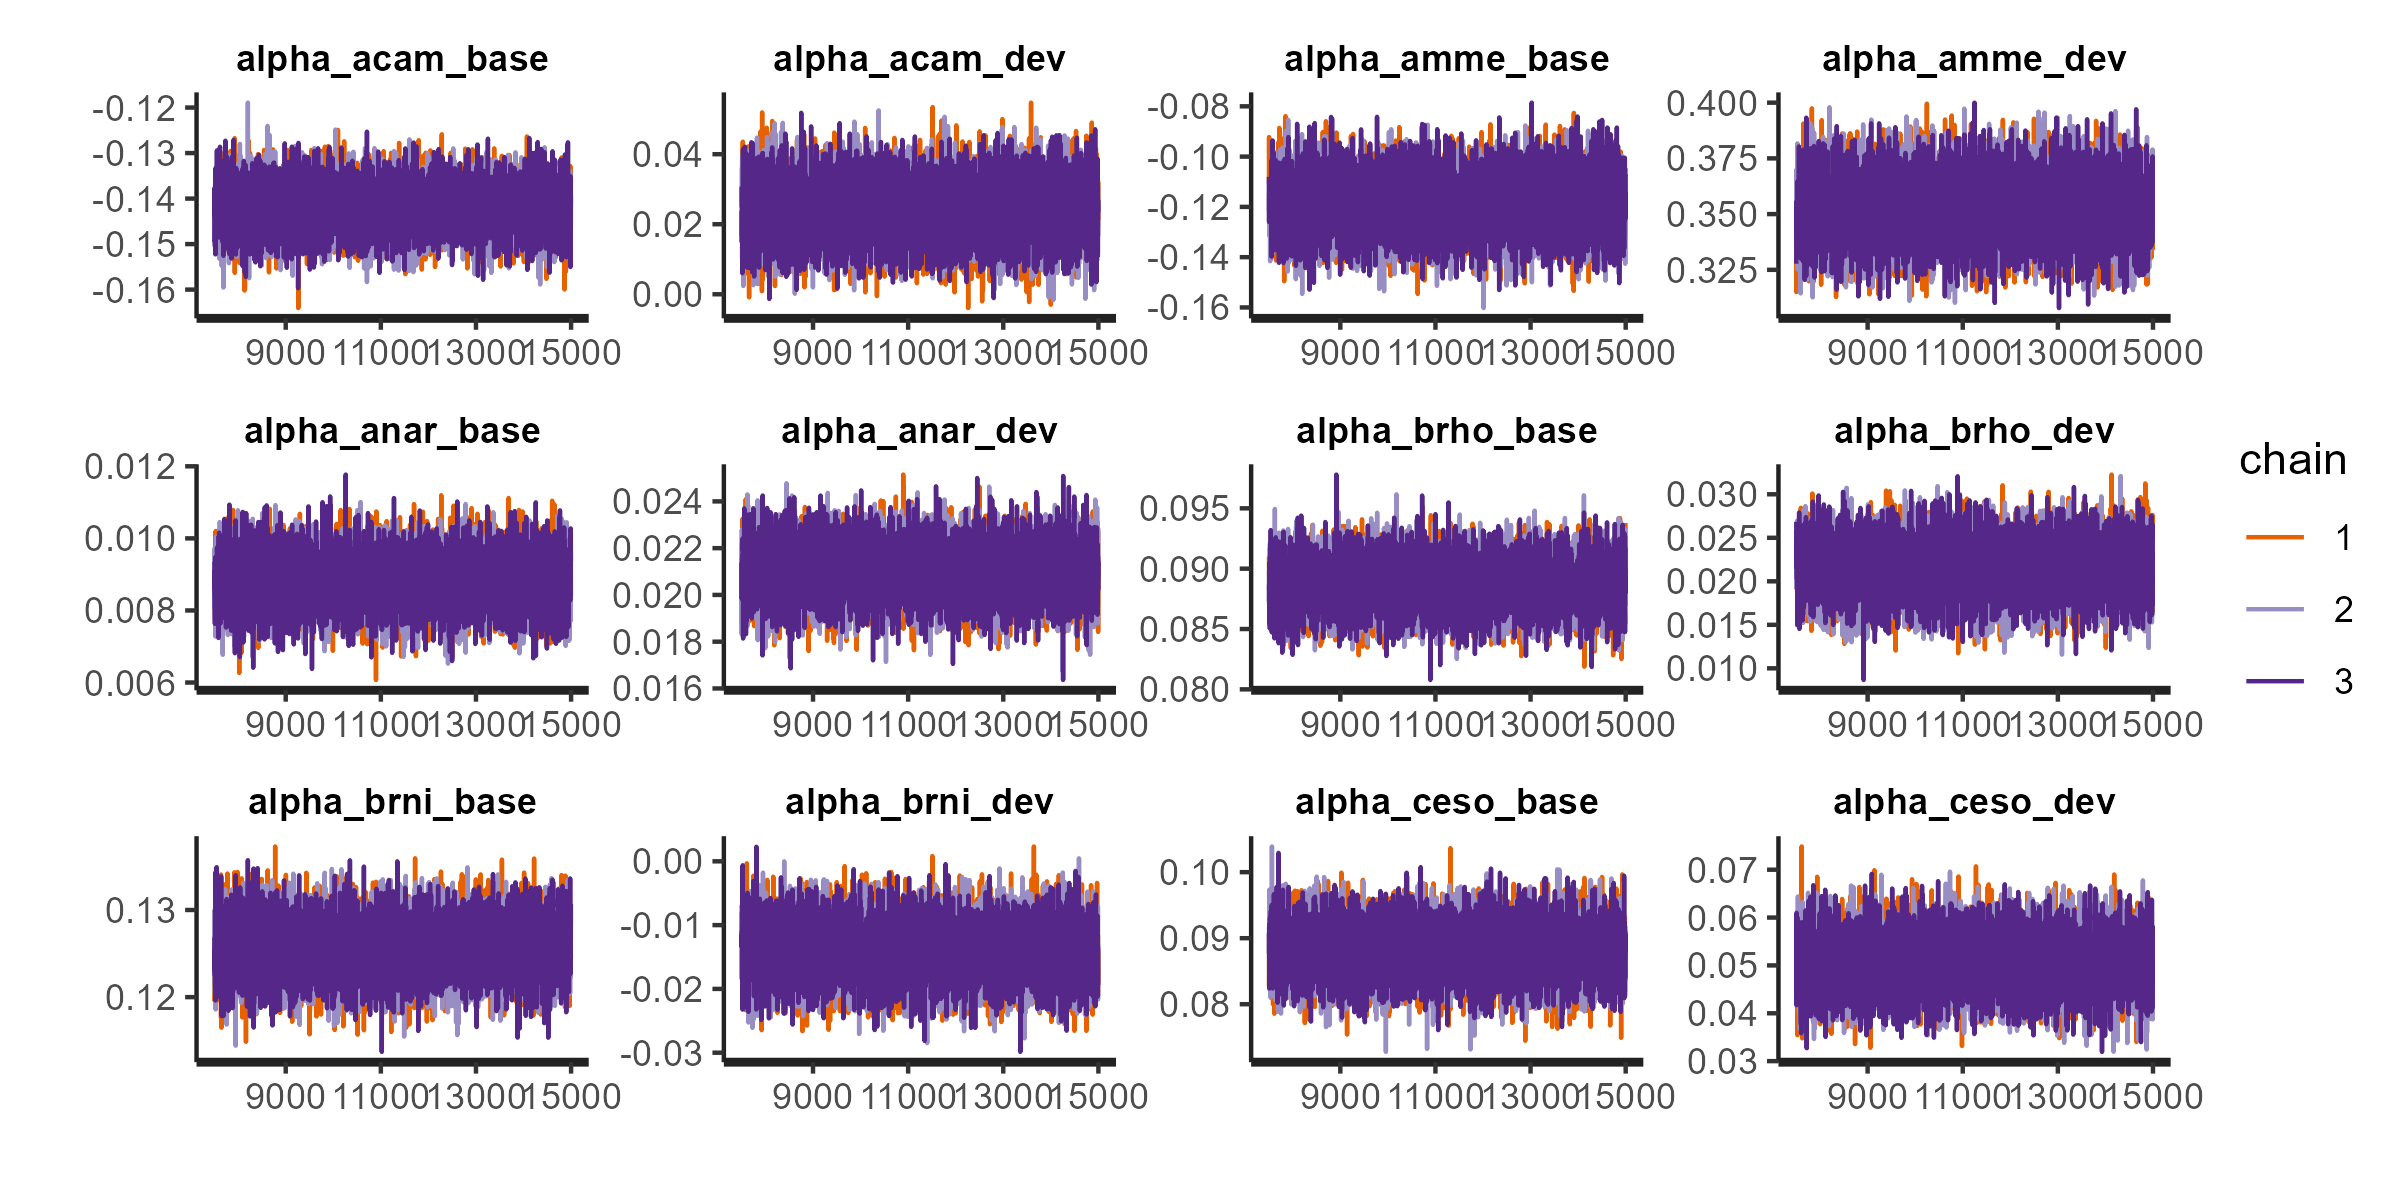 alpha_acam_base alpha_acam_dev alpha_amme_base alpha_amme_dev
-0.12 -0.13 -0.14 -0.15 -0.16
0.04 0.02 0.00
-0.08 -0.10 -0.12 -0.14 -0.16
0.400 0.375 0.350 0.325
9000 11000 13000 15000 9000 11000 13000 15000 9000 11000 13000 15000 9000 11000 13000 15000
alpha_anar_base alpha_anar_dev alpha_brho_base alpha_brho_dev
0.012 0.010 0.008 0.006
0.024 0.022 0.020 0.018 0.016
0.095 0.090 0.085 0.080
0.030 0.025 0.020 0.015 0.010
9000 11000 13000 15000 9000 11000 13000 15000 9000 11000 13000 15000 9000 11000 13000 15000
chain
1
2
3
alpha_brni_base alpha_brni_dev alpha_ceso_base alpha_ceso_dev
0.13 0.12
0.00 -0.01 -0.02 -0.03
0.10 0.09 0.08
0.07 0.06 0.05 0.04 0.03
9000 11000 13000 15000 9000 11000 13000 15000 9000 11000 13000 15000 9000 11000 13000 15000